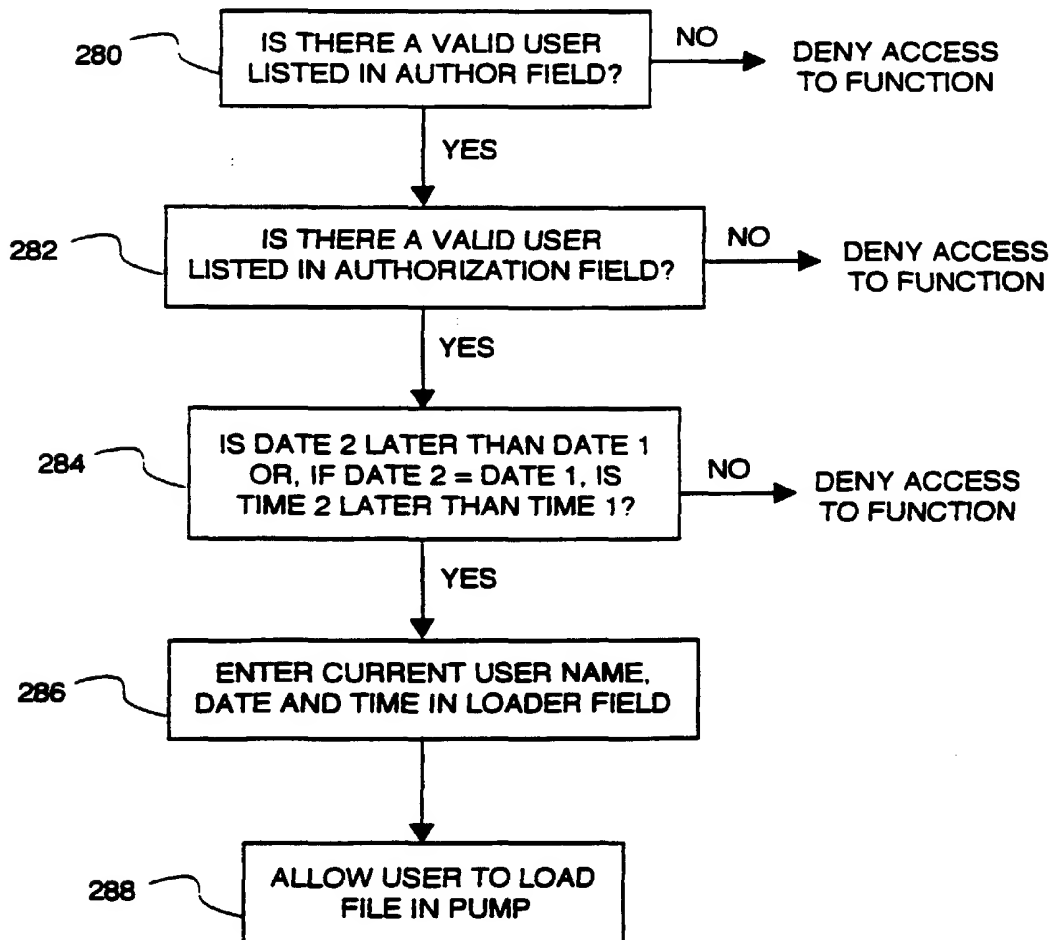 280
IS THERE A VALID USER
LISTED IN AUTHOR FIELD?
NO
DENY ACCESS
TO FUNCTION
YES
282
IS THERE A VALID USER
LISTED IN AUTHORIZATION FIELD?
NO
DENY ACCESS
TO FUNCTION
YES
284
IS DATE 2 LATER THAN DATE 1
OR, IF DATE 2 = DATE 1, IS
TIME 2 LATER THAN TIME 1?
NO
DENY ACCESS
TO FUNCTION
YES
286
ENTER CURRENT USER NAME,
DATE AND TIME IN LOADER FIELD
288
ALLOW USER TO LOAD
FILE IN PUMP